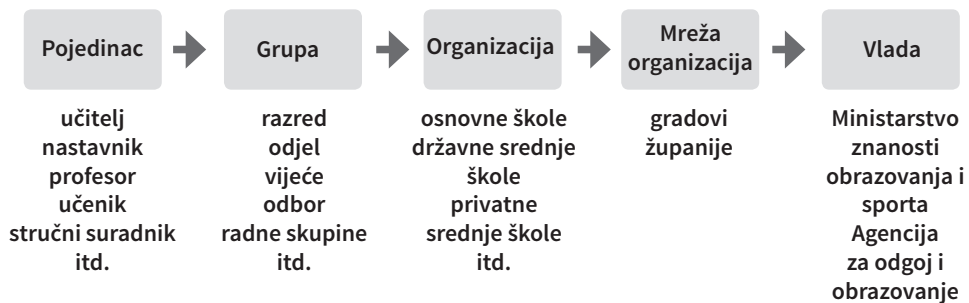 Pojedinac
Grupa
Organizacija
Mreža
organizacija
Vlada
učitelj
nastavnik
profesor
učenik
stručni suradnik
itd.
razred
odjel
vijeće
odbor
radne skupine
itd.
osnovne škole
državne srednje
škole
privatne
srednje škole
itd.
gradovi
županije
Ministarstvo
znanosti
obrazovanja i
sporta
Agencija
za odgoj i
obrazovanje